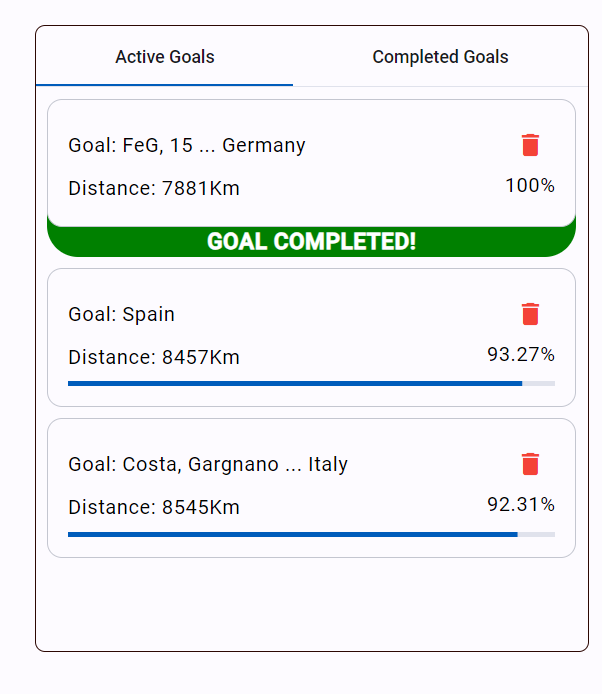 Active Goals Completed Goals
Goal: FeG, 15 ... Germany
Distance: 7881Km 100%
GOAL COMPLETED!
Goal: Spain
Distance: 8457Km 93.27%
Goal: Costa, Gargnano ... Italy
Distance: 8545Km 92.31%